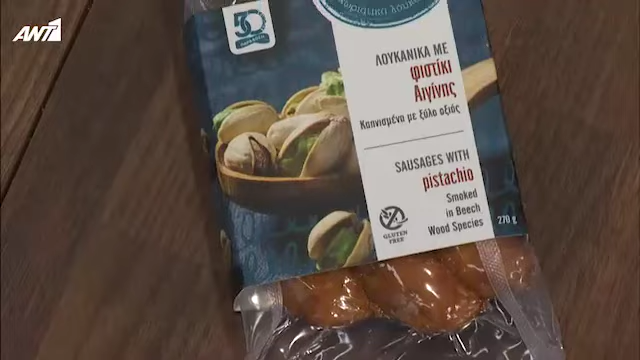 ANT1
50
ΛΟΥΚΑΝΙΚΑ ΜΕ
φιστίκι
Αιγίνης
Καπνισμένα με ξύλο οξιάς
SAUSAGES WITH
pistachio
Smoked
in Beech
Wood Species
GLUTEN
FREE
270 g